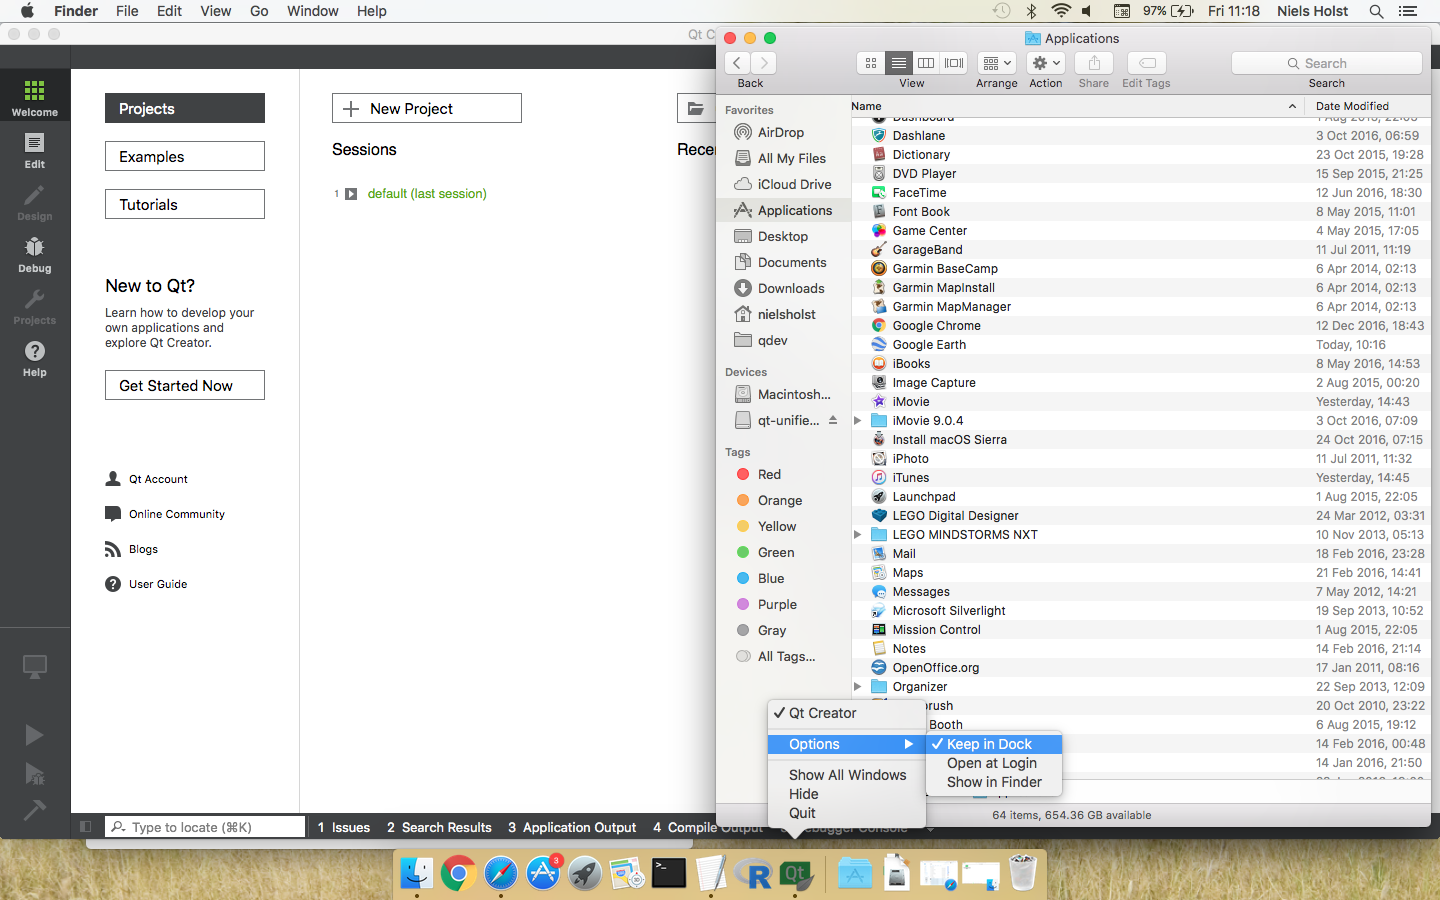 Finder File Edit View Go Window Help
97% Fri 11:18 Niels Holst
Qt C
Welcome
Edit
Design
Debug
Projects
Help
Projects
Examples
Tutorials
New to Qt?
Learn how to develop your
own applications and
explore Qt Creator.
Get Started Now
Qt Account
Online Community
Blogs
User Guide
New Project
Sessions
1 default (last session)
Rece
Type to locate (⌘K)
1 Issues 2 Search Results 3 Application Output 4 Compile Output
Debugger Console
Applications
Back View Arrange Action Share Edit Tags Search
Search
Favorites
AirDrop
All My Files
iCloud Drive
Applications
Desktop
Documents
Downloads
nielsholst
qdev
Devices
Macintosh...
qt-unifie...
Tags
Red
Orange
Yellow
Green
Blue
Purple
Gray
All Tags...
Name Date Modified
Dashboard 1 Aug 2015, 22:05
Dashlane 3 Oct 2016, 06:59
Dictionary 23 Oct 2015, 19:28
DVD Player 15 Sep 2015, 21:25
FaceTime 12 Jun 2016, 18:30
Font Book 8 May 2015, 11:01
Game Center 4 May 2015, 17:05
GarageBand 11 Jul 2011, 11:19
Garmin BaseCamp 6 Apr 2014, 02:13
Garmin MapInstall 6 Apr 2014, 02:13
Garmin MapManager 6 Apr 2014, 02:13
Google Chrome 12 Dec 2016, 18:43
Google Earth Today, 10:16
iBooks 8 May 2016, 14:53
Image Capture 2 Aug 2015, 00:20
iMovie Yesterday, 14:43
iMovie 9.0.4 3 Oct 2016, 07:09
Install macOS Sierra 24 Oct 2016, 07:15
iPhoto 11 Jul 2011, 11:32
iTunes Yesterday, 14:45
Launchpad 1 Aug 2015, 22:05
LEGO Digital Designer 24 Mar 2012, 03:31
LEGO MINDSTORMS NXT 10 Nov 2013, 05:13
Mail 18 Feb 2016, 23:28
Maps 21 Feb 2016, 14:41
Messages 7 May 2012, 14:21
Microsoft Silverlight 19 Sep 2013, 10:52
Mission Control 1 Aug 2015, 22:05
Notes 14 Feb 2016, 21:14
OpenOffice.org 17 Jan 2011, 08:16
Organizer 22 Sep 2013, 12:09
brush 20 Oct 2010, 23:22
Booth 6 Aug 2015, 19:12
14 Feb 2016, 00:48
14 Jan 2016, 21:50
64 items, 654.36 GB available
Qt Creator
Options
Show All Windows
Hide
Quit
Keep in Dock
Open at Login
Show in Finder
3
R
Qt